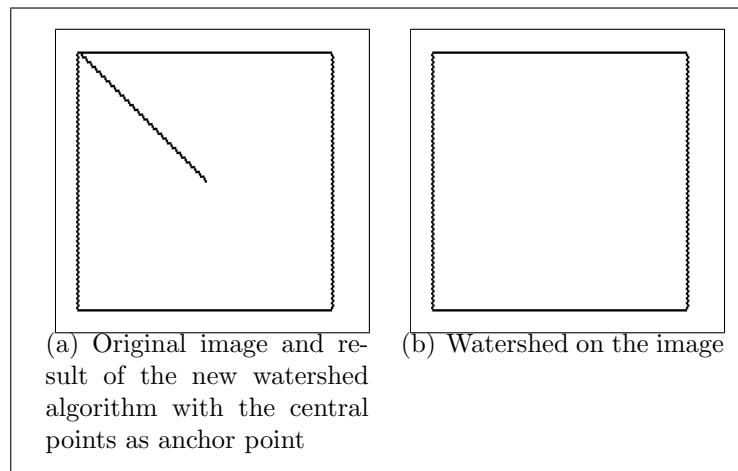 (a) Original image and re-
sult of the new watershed
algorithm with the central
points as anchor point
(b) Watershed on the image